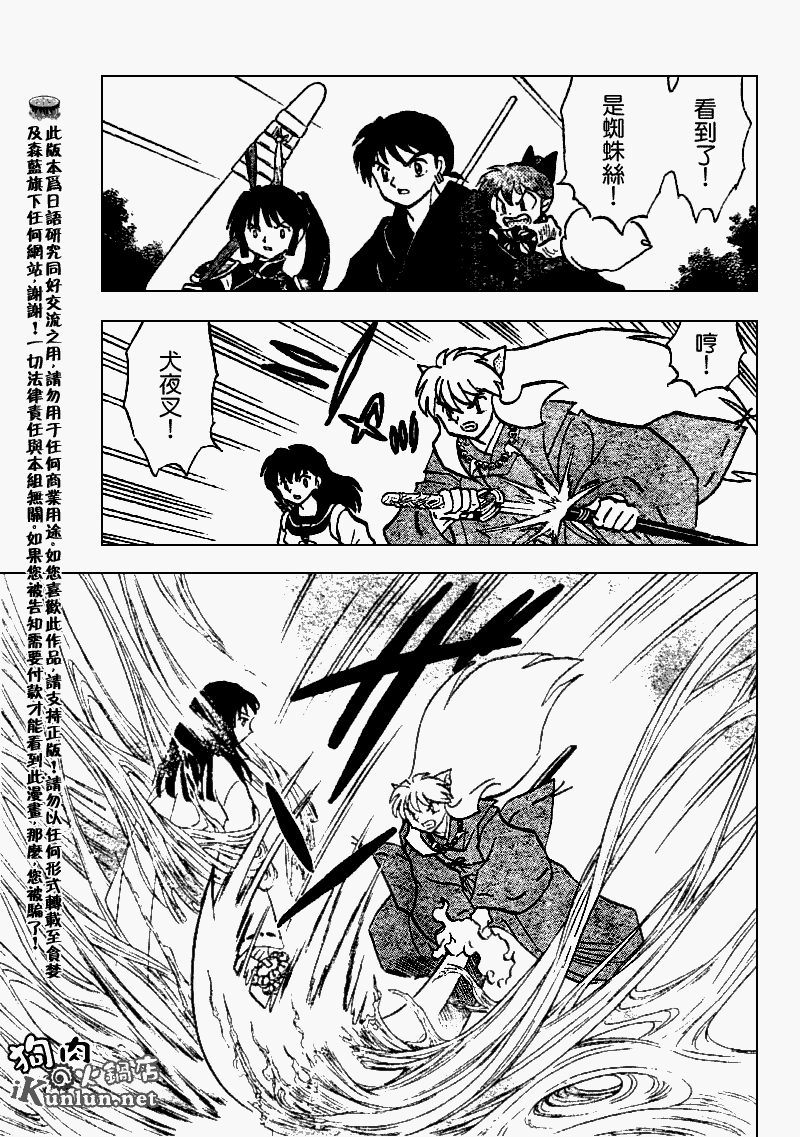 看到了！
是蜘蛛絲！
哼！
犬夜叉！
此版本爲日語研究同好交流之用，請勿用于任何商業用途。如您喜歡此作品，請支持正版！請勿以任何形式轉載至貪婪
及森藍旗下任何網站，謝謝！一切法律責任與本組無關。如果您被告知需要付款才能看到此漫畫，那麽，您被騙了！
狗肉
火鍋店
iKunlun.net